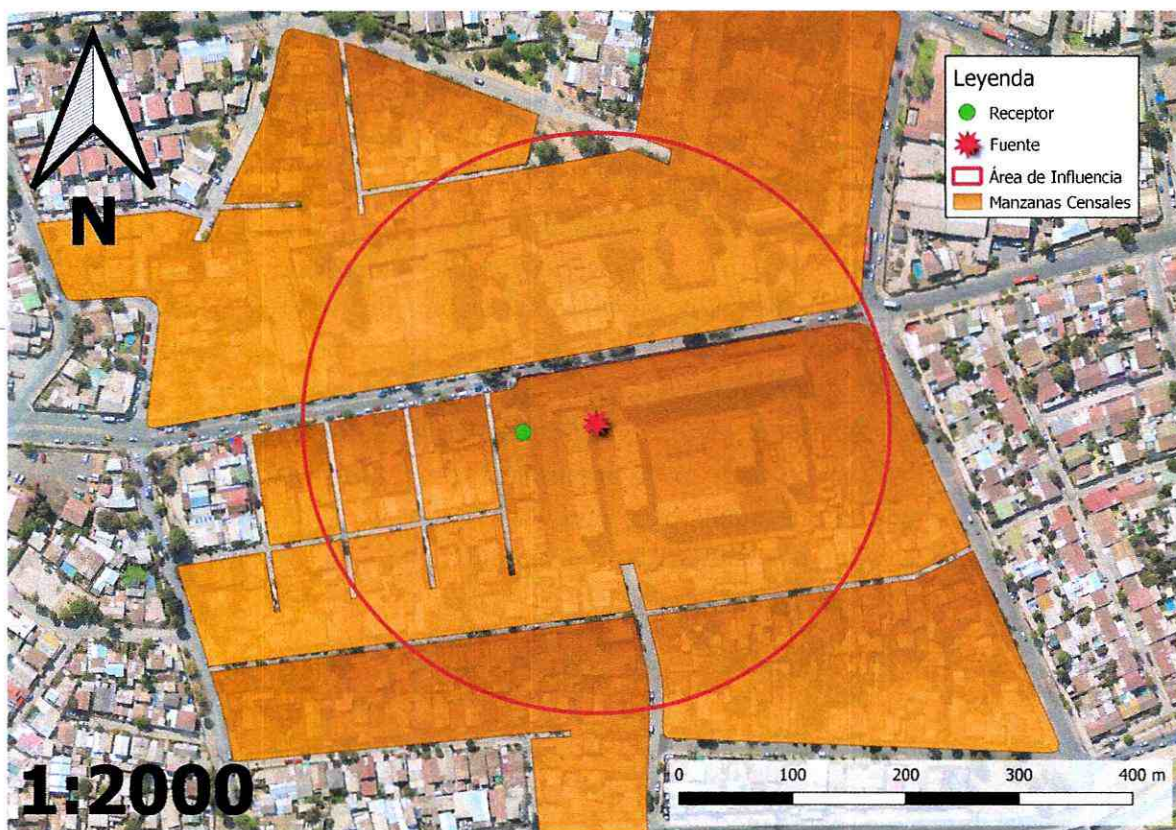 Leyenda
Receptor
Fuente
Área de Influencia
Manzanas Censales
N
1:2000
0 100 200 300 400 m